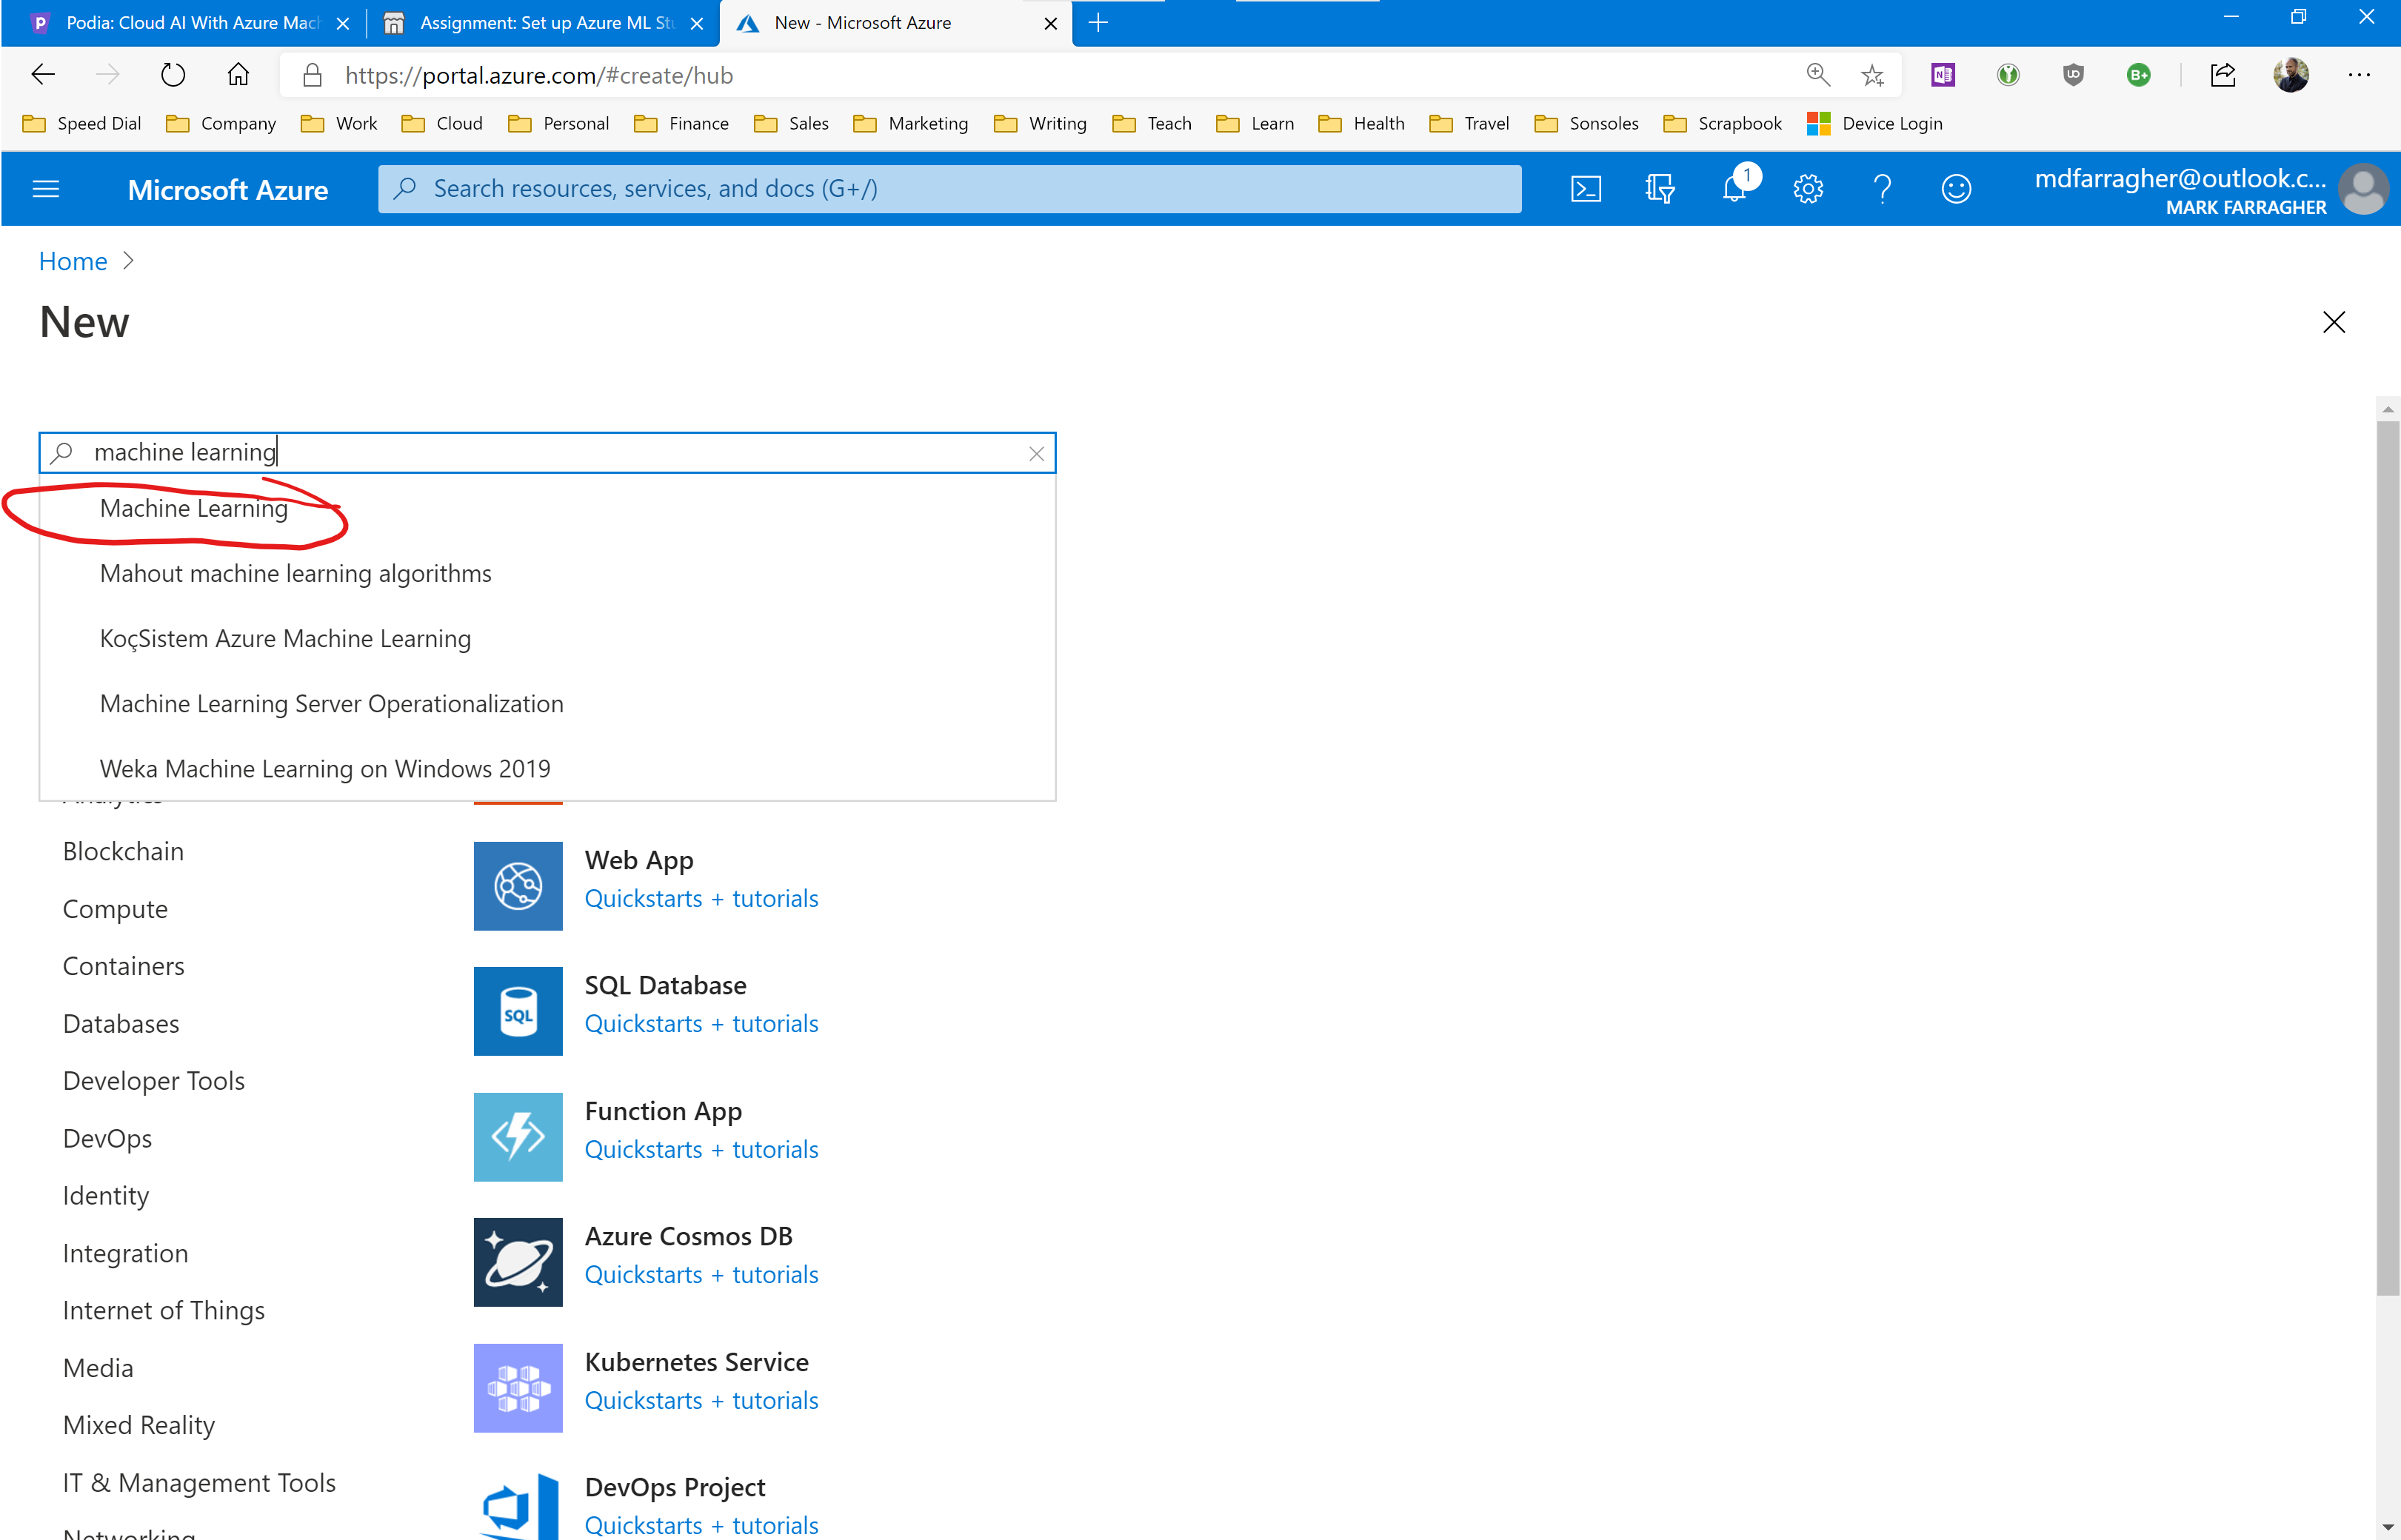 Podia: Cloud AI With Azure Mach
Assignment: Set up Azure ML Stu
New - Microsoft Azure
https://portal.azure.com/#create/hub
Speed Dial
Company
Work
Cloud
Personal
Finance
Sales
Marketing
Writing
Teach
Learn
Health
Travel
Sonsoles
Scrapbook
Device Login
Microsoft Azure
Search resources, services, and docs (G+/)
1
mdfarragher@outlook.c...
MARK FARRAGHER
Home
New
machine learning
Machine Learning
Mahout machine learning algorithms
KoçSistem Azure Machine Learning
Machine Learning Server Operationalization
Weka Machine Learning on Windows 2019
Analytics
Blockchain
Compute
Containers
Databases
Developer Tools
DevOps
Identity
Integration
Internet of Things
Media
Mixed Reality
IT & Management Tools
Networking
Web App
Quickstarts + tutorials
SQL
SQL Database
Quickstarts + tutorials
Function App
Quickstarts + tutorials
Azure Cosmos DB
Quickstarts + tutorials
Kubernetes Service
Quickstarts + tutorials
DevOps Project
Quickstarts + tutorials